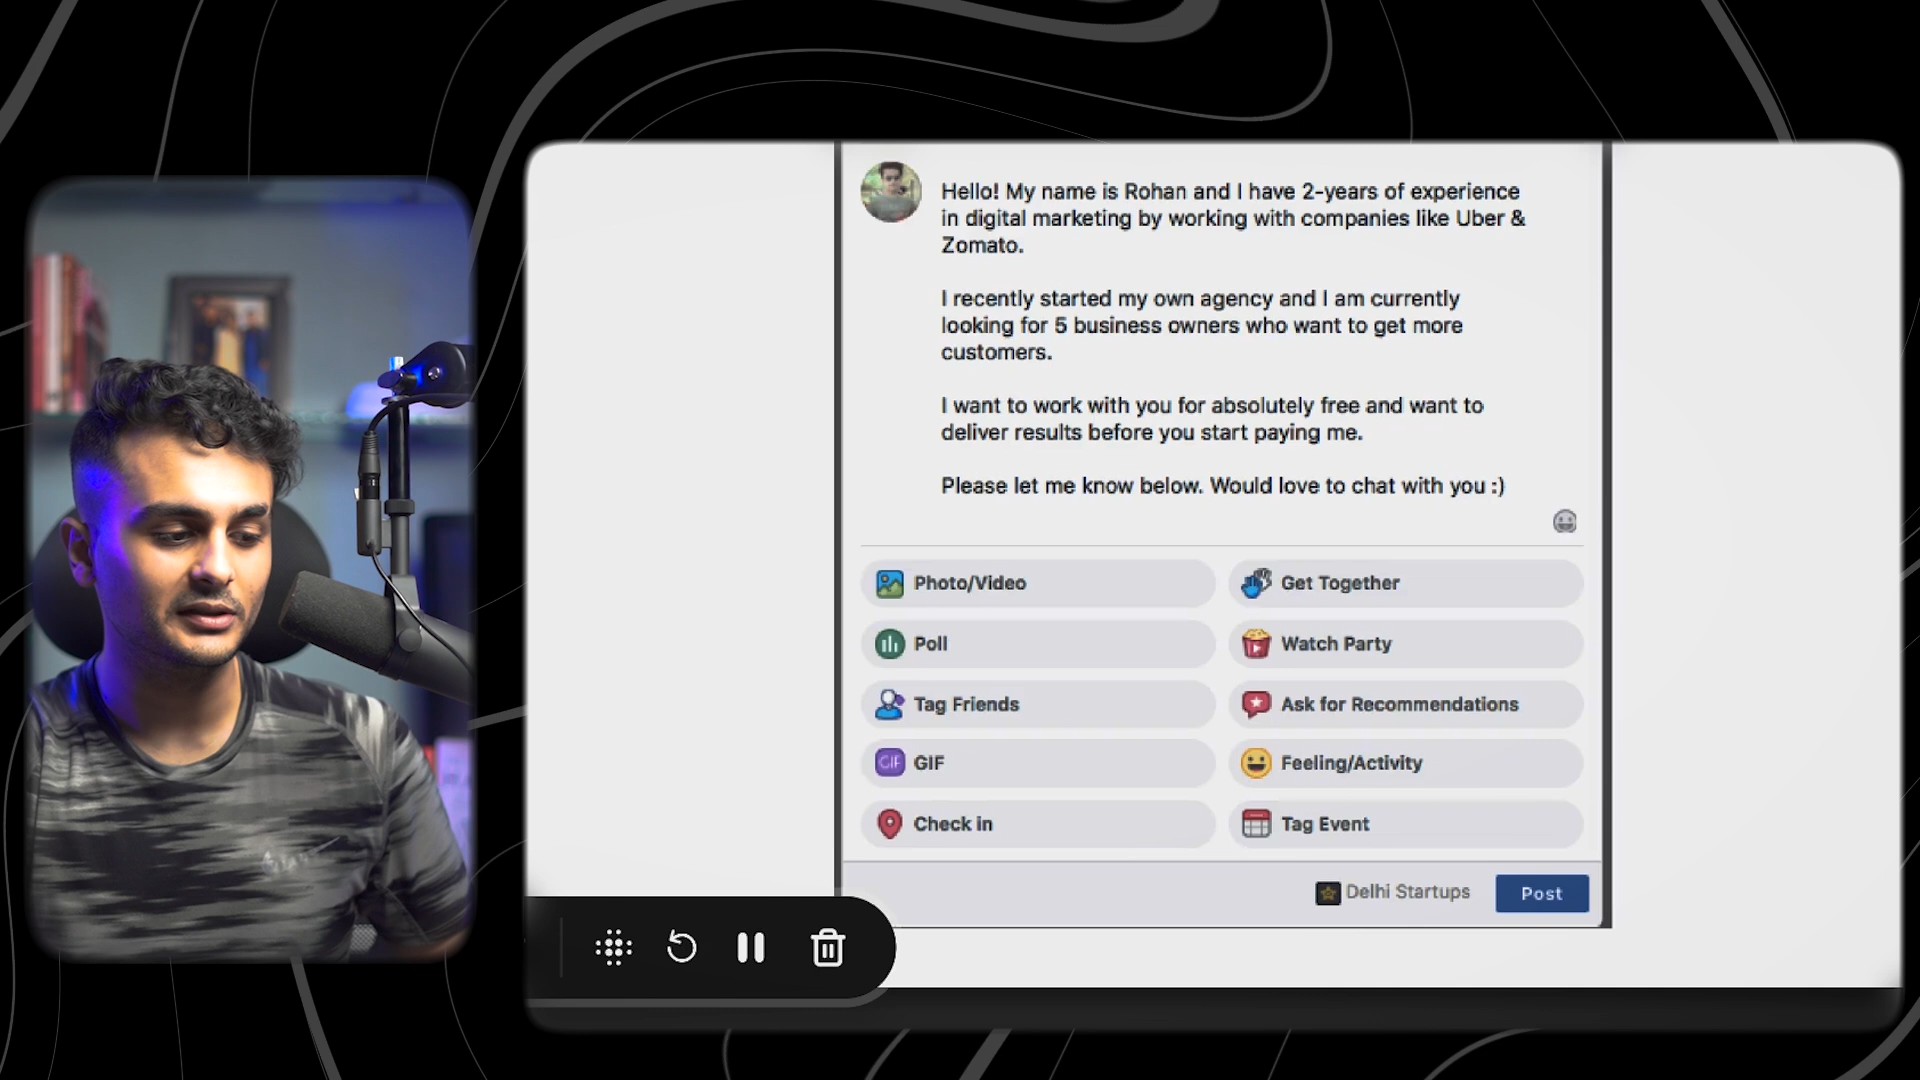 Hello! My name is Rohan and I have 2-years of experience
in digital marketing by working with companies like Uber &
Zomato.
I recently started my own agency and I am currently
looking for 5 business owners who want to get more
customers.
I want to work with you for absolutely free and want to
deliver results before you start paying me.
Please let me know below. Would love to chat with you :)
Photo/Video
Get Together
Poll
Watch Party
Tag Friends
Ask for Recommendations
GIF
GIF
Feeling/Activity
Check in
Tag Event
Delhi Startups
Post